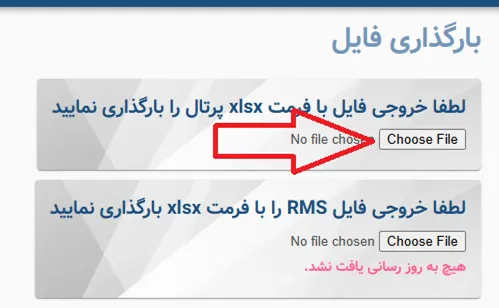 بارگذاری فایل
لطفا خروجی فایل با فرمت xlsx پرتال را بارگذاری نمایید
Choose File No file chosen
لطفا خروجی فایل RMS را با فرمت xlsx بارگذاری نمایید
Choose File No file chosen
هیچ به روز رسانی یافت نشد.